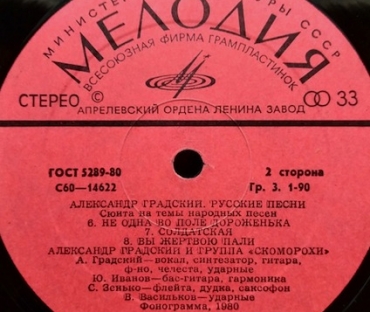 МИНИСТЕРСТВО КУЛЬТУРЫ СССР
МЕЛОДИЯ
ВСЕСОЮЗНАЯ ФИРМА ГРАМПЛАСТИНОК
СТЕРЕО © 33
АПРЕЛЕВСКИЙ ОРДЕНА ЛЕНИНА ЗАВОД
ГОСТ 5289-80 2 сторона
С60—14622 Гр. 3. 1-90
АЛЕКСАНДР ГРАДСКИЙ. РУССКИЕ ПЕСНИ
Сюита на темы народных песен
6. НЕ ОДНА ВО ПОЛЕ ДОРОЖЕНЬКА
7. СОЛДАТСКАЯ
8. ВЫ ЖЕРТВОЮ ПАЛИ
АЛЕКСАНДР ГРАДСКИЙ И ГРУППА «СКОМОРОХИ»
А. Градский—вокал, синтезатор, гитара,
ф-но, челеста, ударные
Ю. Иванов—бас-гитара, гармоника
С. Зенько—флейта, дудка, саксофон
В. Васильков—ударные
Фонограмма, 1980